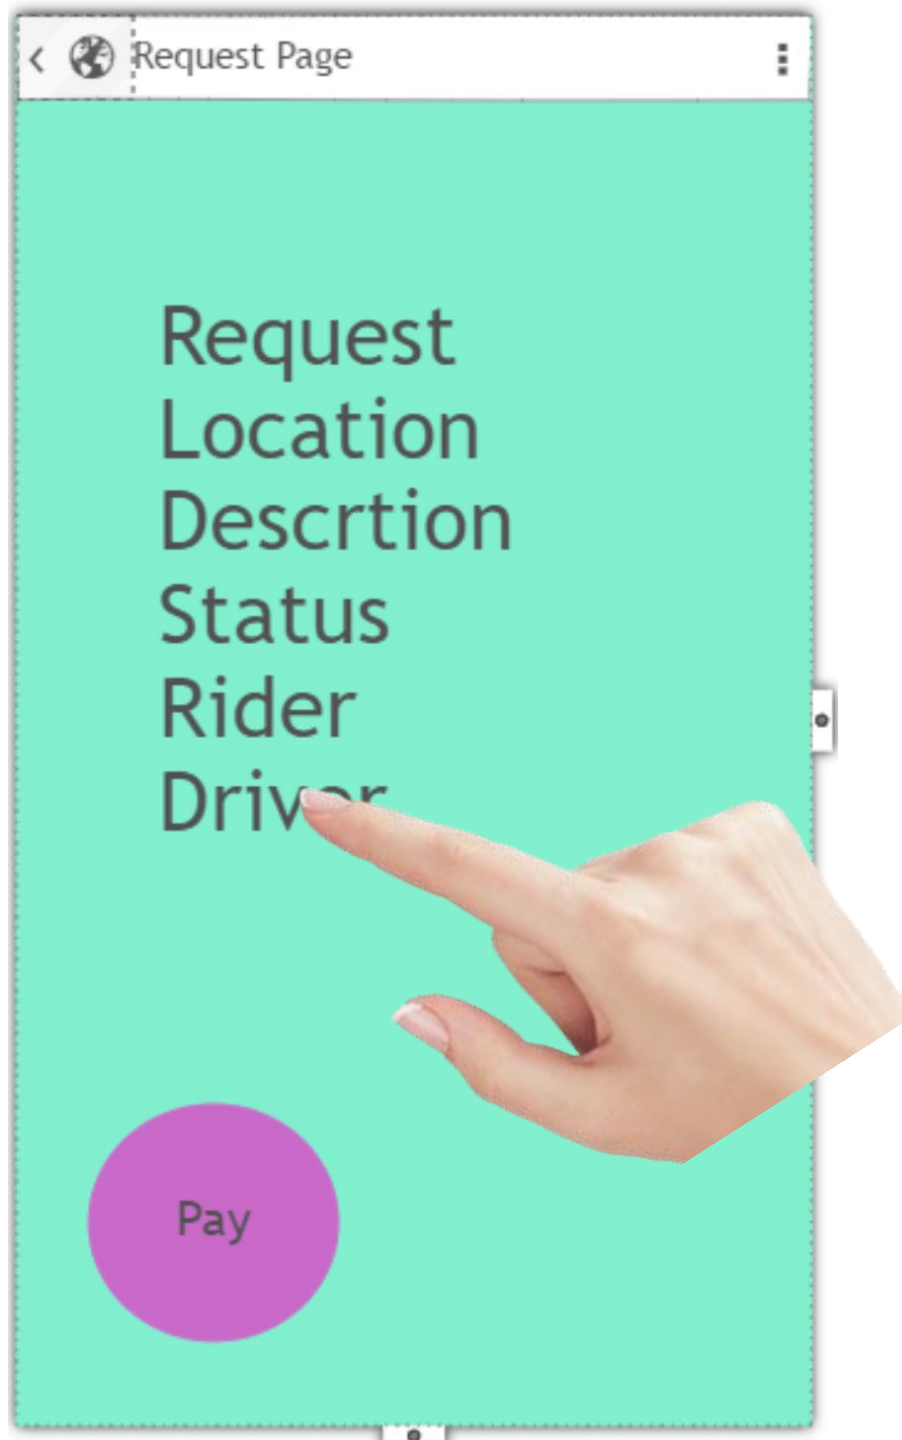 Request Page
Request
Location
Descrtion
Status
Rider
Driver
Pay